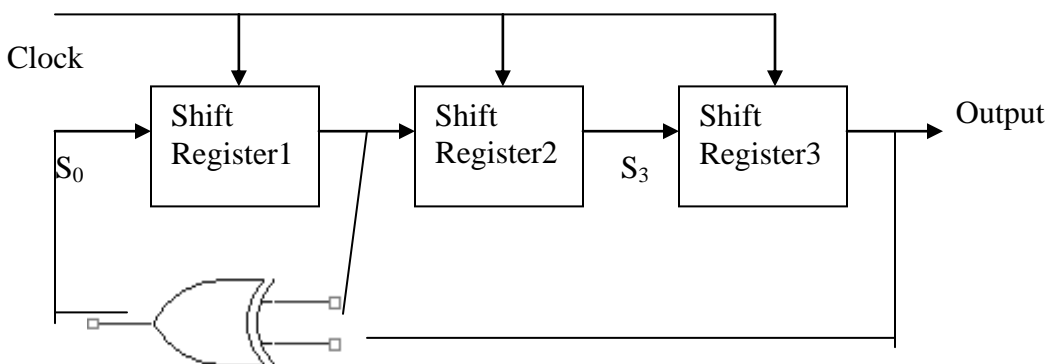 Clock
Shift
Register1
Shift
Register2
Shift
Register3
Output
S₀
S₃